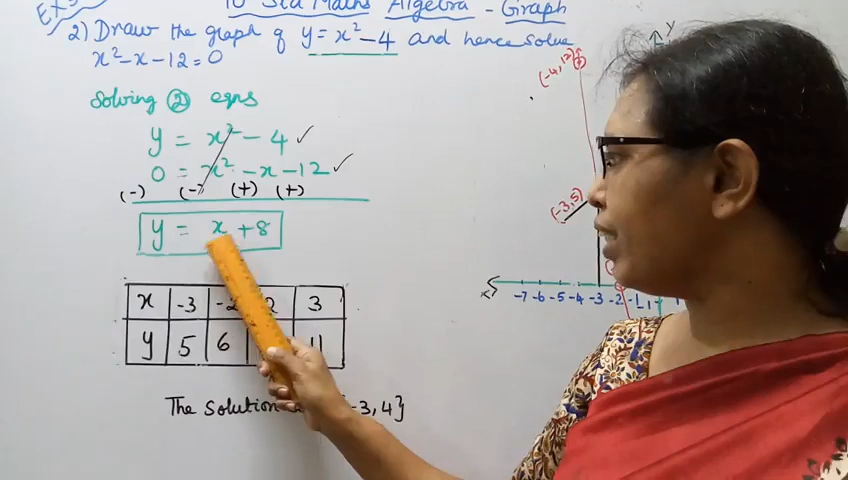 10 Std Maths Algebra - Graph
2) Draw the graph of y = x² - 4 and hence solve
x² - x - 12 = 0
Solving ② eqns
y = x² - 4 ✓
0 = x² - x - 12 ✓
(-) (-) (+) (+)
y = x + 8
x -3 -2 2 3
y 5 6 11
The solution -3, 4}
(-4, 12)
(-3, 5)
Y
X -7 -6 -5 -4 -3 -2 -1